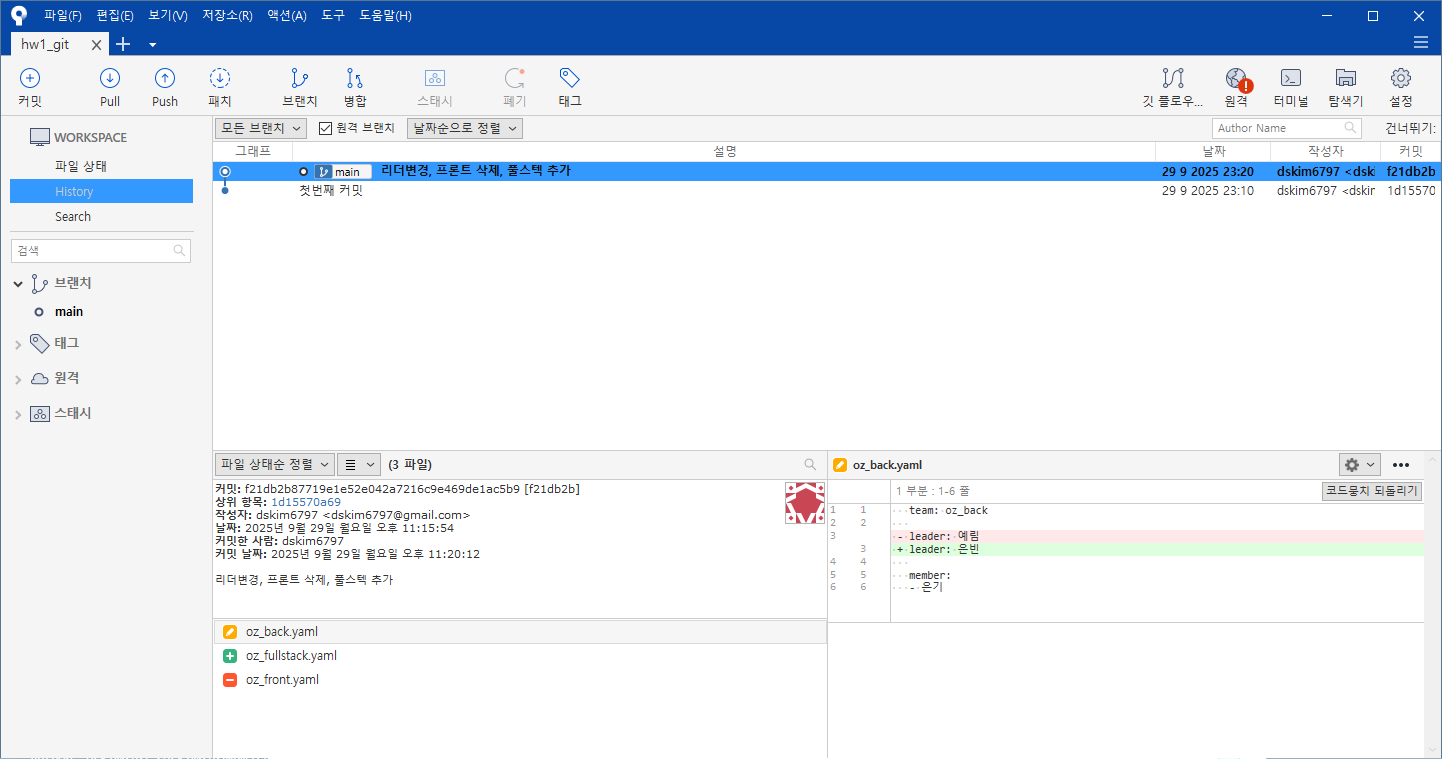 파일(F) 편집(E) 보기(V) 저장소(R) 액션(A) 도구 도움말(H)
hw1_git
커밋 Pull Push 패치 브랜치 병합 스태시 폐기 태그 깃 플로우... 원격 터미널 탐색기 설정
WORKSPACE
파일 상태
History
Search
검색
브랜치
main
태그
원격
스태시
모든 브랜치 원격 브랜치 날짜순으로 정렬 Author Name 건너뛰기:
그래프 설명 날짜 작성자 커밋
main 리더변경, 프론트 삭제, 풀스텍 추가 29 9 2025 23:20 dskim6797 <dski f21db2b
첫번째 커밋 29 9 2025 23:10 dskim6797 <dskin 1d15570
파일 상태순 정렬 (3 파일)
커밋: f21db2b87719e1e52e042a7216c9e469de1ac5b9 [f21db2b]
상위 항목: 1d15570a69
작성자: dskim6797 <dskim6797@gmail.com>
날짜: 2025년 9월 29일 월요일 오후 11:15:54
커밋한 사람: dskim6797
커밋 날짜: 2025년 9월 29일 월요일 오후 11:20:12
리더변경, 프론트 삭제, 풀스텍 추가
oz_back.yaml
oz_fullstack.yaml
oz_front.yaml
oz_back.yaml
1 부분 : 1-6 줄 코드뭉치 되돌리기
1 1 team: oz_back
2 2
3 - leader: 예림
3 + leader: 은빈
4 4
5 5 member:
6 6 - 은기